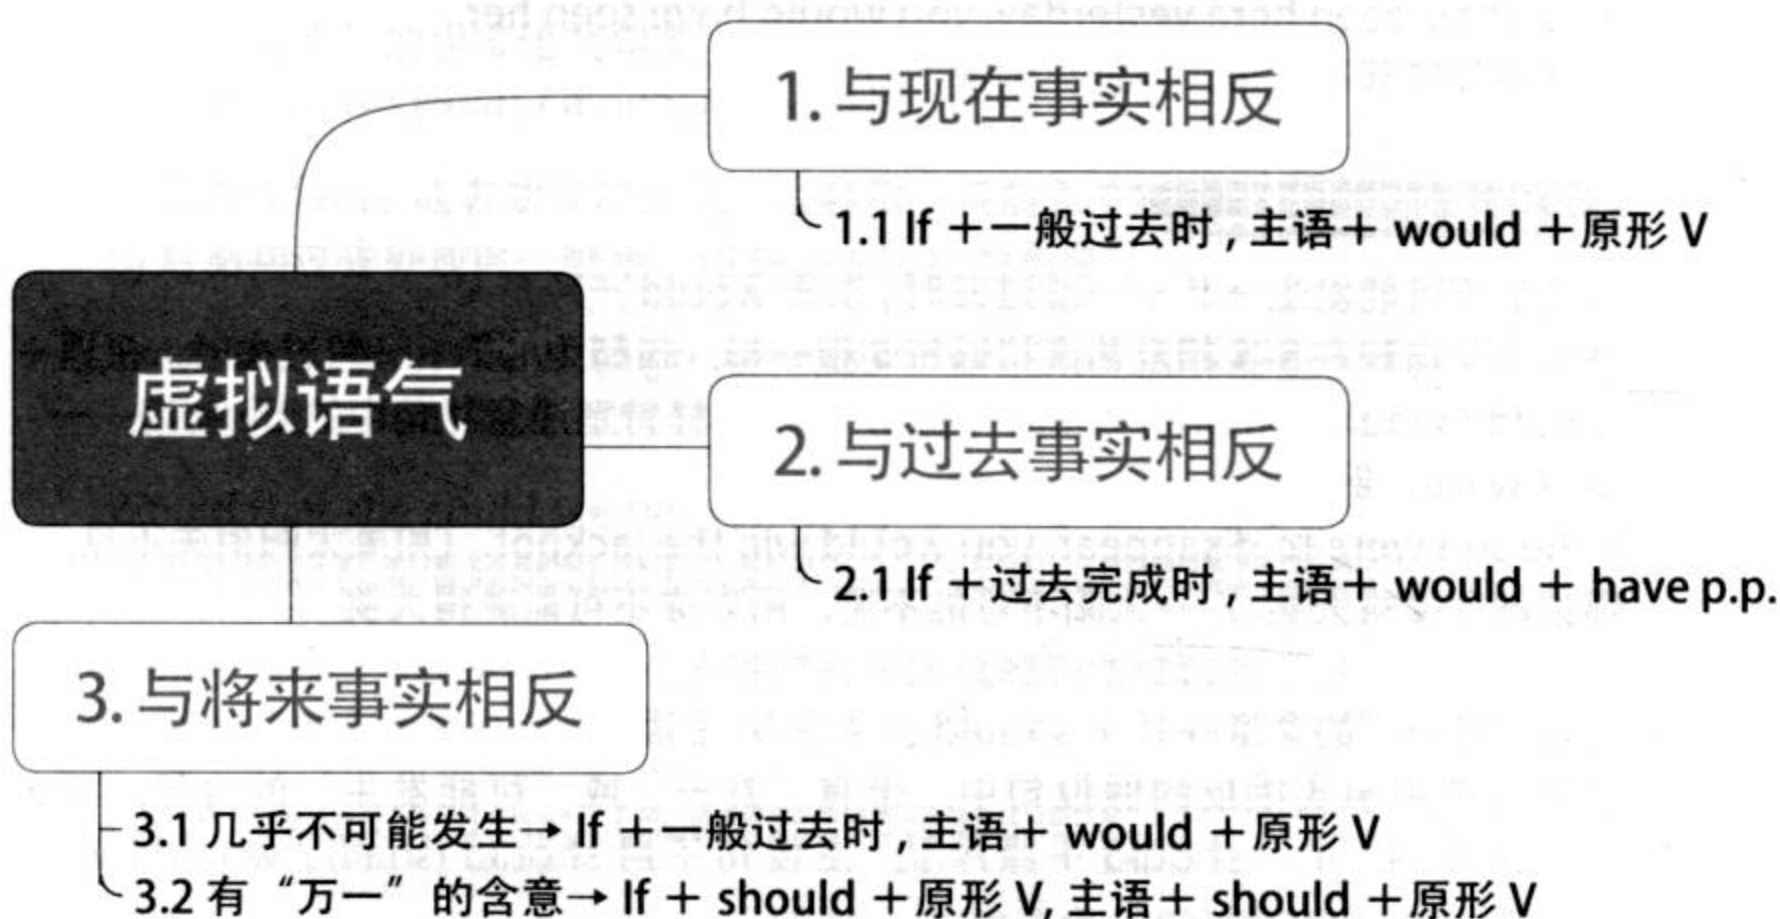 1. 与现在事实相反
1.1 If ＋一般过去时 , 主语＋ would ＋原形 V
虚拟语气
2. 与过去事实相反
2.1 If ＋过去完成时 , 主语＋ would ＋ have p.p.
3. 与将来事实相反
3.1 几乎不可能发生→ If ＋一般过去时 , 主语＋ would ＋原形 V
3.2 有“万一”的含意→ If ＋ should ＋原形 V, 主语＋ should ＋原形 V